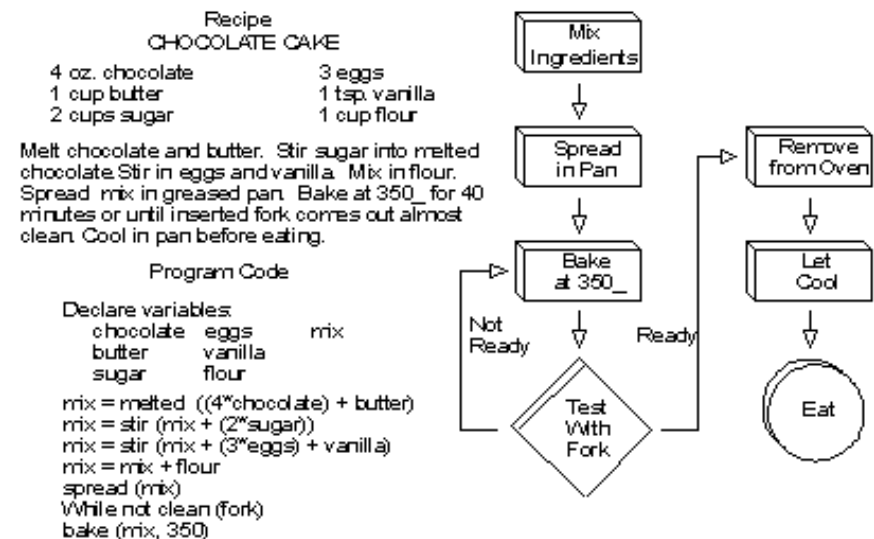 Recipe
CHOCOLATE CAKE
4 oz. chocolate 3 eggs
1 cup butter 1 tsp. vanilla
2 cups sugar 1 cup flour
Melt chocolate and butter. Stir sugar into melted
chocolate. Stir in eggs and vanilla. Mix in flour.
Spread mix in greased pan. Bake at 350_ for 40
minutes or until inserted fork comes out almost
clean. Cool in pan before eating.
Program Code
Declare variables:
chocolate eggs mix
butter vanilla
sugar flour
mix = melted ((4*chocolate) + butter)
mix = stir (mix + (2*sugar))
mix = stir (mix + (3*eggs) + vanilla)
mix = mix + flour
spread (mix)
While not clean (fork)
bake (mix, 350)
Mix
Ingredients
Spread
in Pan
Bake
at 350_
Not
Ready
Test
With
Fork
Ready
Remove
from Oven
Let
Cool
Eat